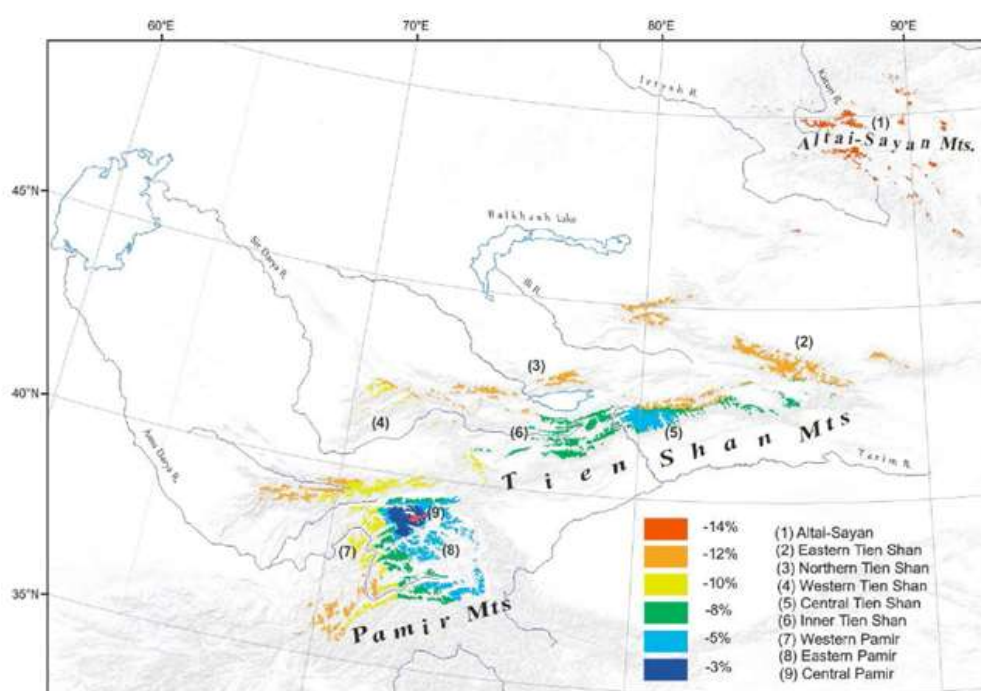 60°E
70°E
80°E
90°E
Irtysh R.
Katun R.
(1)
Altai-Sayan Mts.
45°N
Balkhash Lake
Sir Darya R.
Ili R.
(2)
(3)
40°N
(4)
(6)
(5)
Tien Shan Mts
Amu Darya R.
Tarim R.
(9)
(7)
(8)
35°N
Pamir Mts
-14%
-12%
-10%
-8%
-5%
-3%
(1) Altai-Sayan
(2) Eastern Tien Shan
(3) Northern Tien Shan
(4) Western Tien Shan
(5) Central Tien Shan
(6) Inner Tien Shan
(7) Western Pamir
(8) Eastern Pamir
(9) Central Pamir